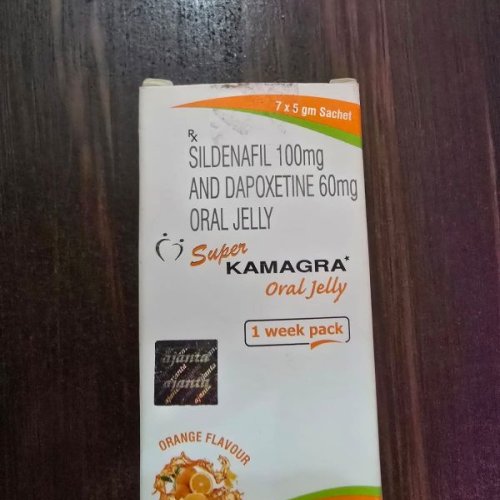 7 x 5 gm Sachet
Rx
SILDENAFIL 100mg
AND DAPOXETINE 60mg
ORAL JELLY
Super
KAMAGRA*
Oral Jelly
1 week pack
ajanta
ajanta
ORANGE FLAVOUR